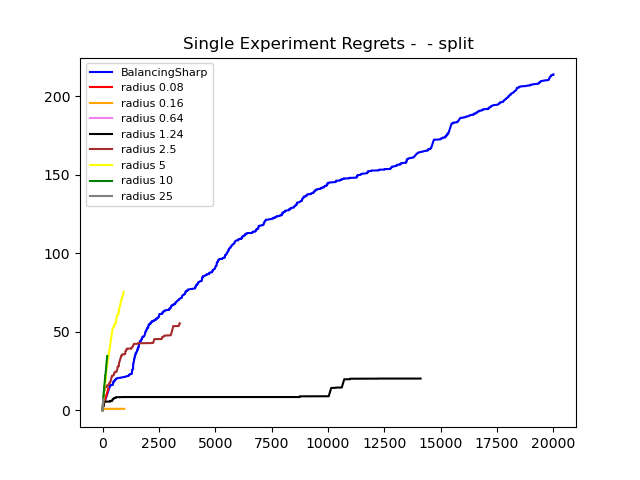 Single Experiment Regrets -  - split
BalancingSharp
radius 0.08
radius 0.16
radius 0.64
radius 1.24
radius 2.5
radius 5
radius 10
radius 25
200
150
100
50
0
0 2500 5000 7500 10000 12500 15000 17500 20000